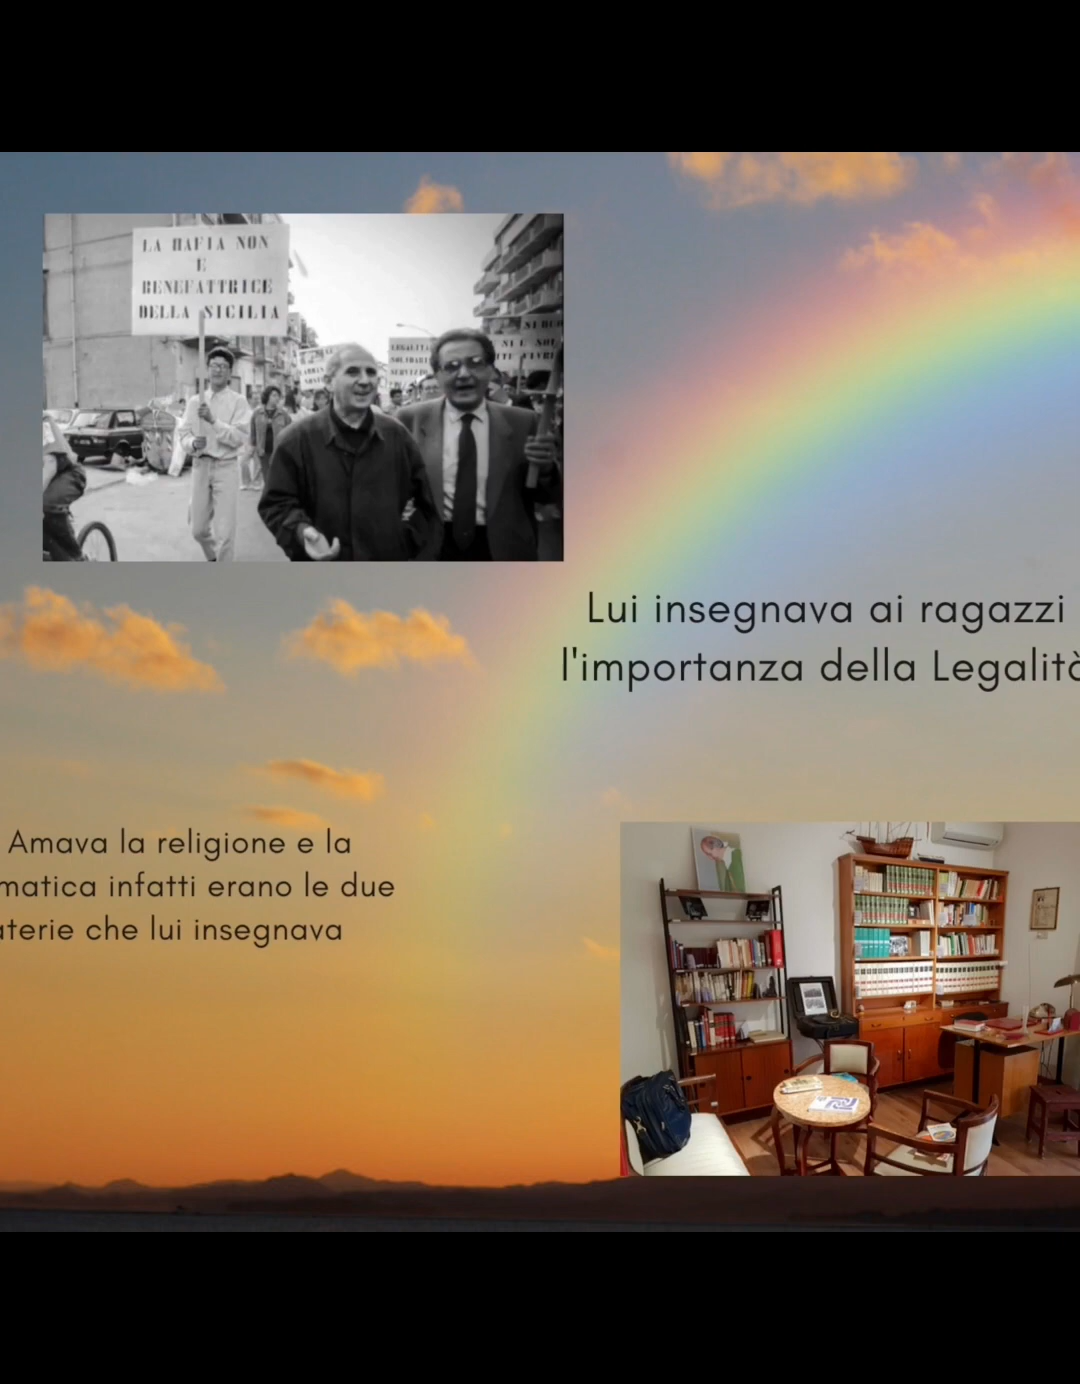 LA MAFIA NON
E
BENEFATTRICE
DELLA SICILIA
Lui insegnava ai ragazzi
l'importanza della Legalità
Amava la religione e la
matica infatti erano le due
aterie che lui insegnava